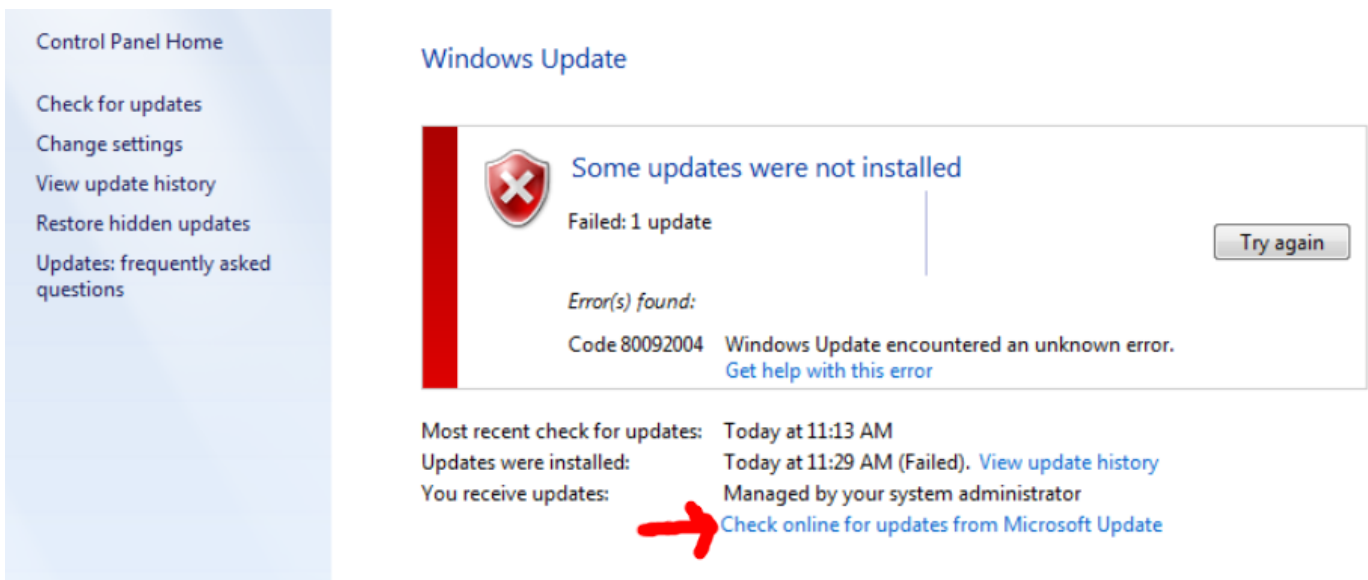 Control Panel Home
Check for updates
Change settings
View update history
Restore hidden updates
Updates: frequently asked
questions
Windows Update
Some updates were not installed
Failed: 1 update
Try again
Error(s) found:
Code 80092004 Windows Update encountered an unknown error.
Get help with this error
Most recent check for updates: Today at 11:13 AM
Updates were installed: Today at 11:29 AM (Failed). View update history
You receive updates: Managed by your system administrator
Check online for updates from Microsoft Update